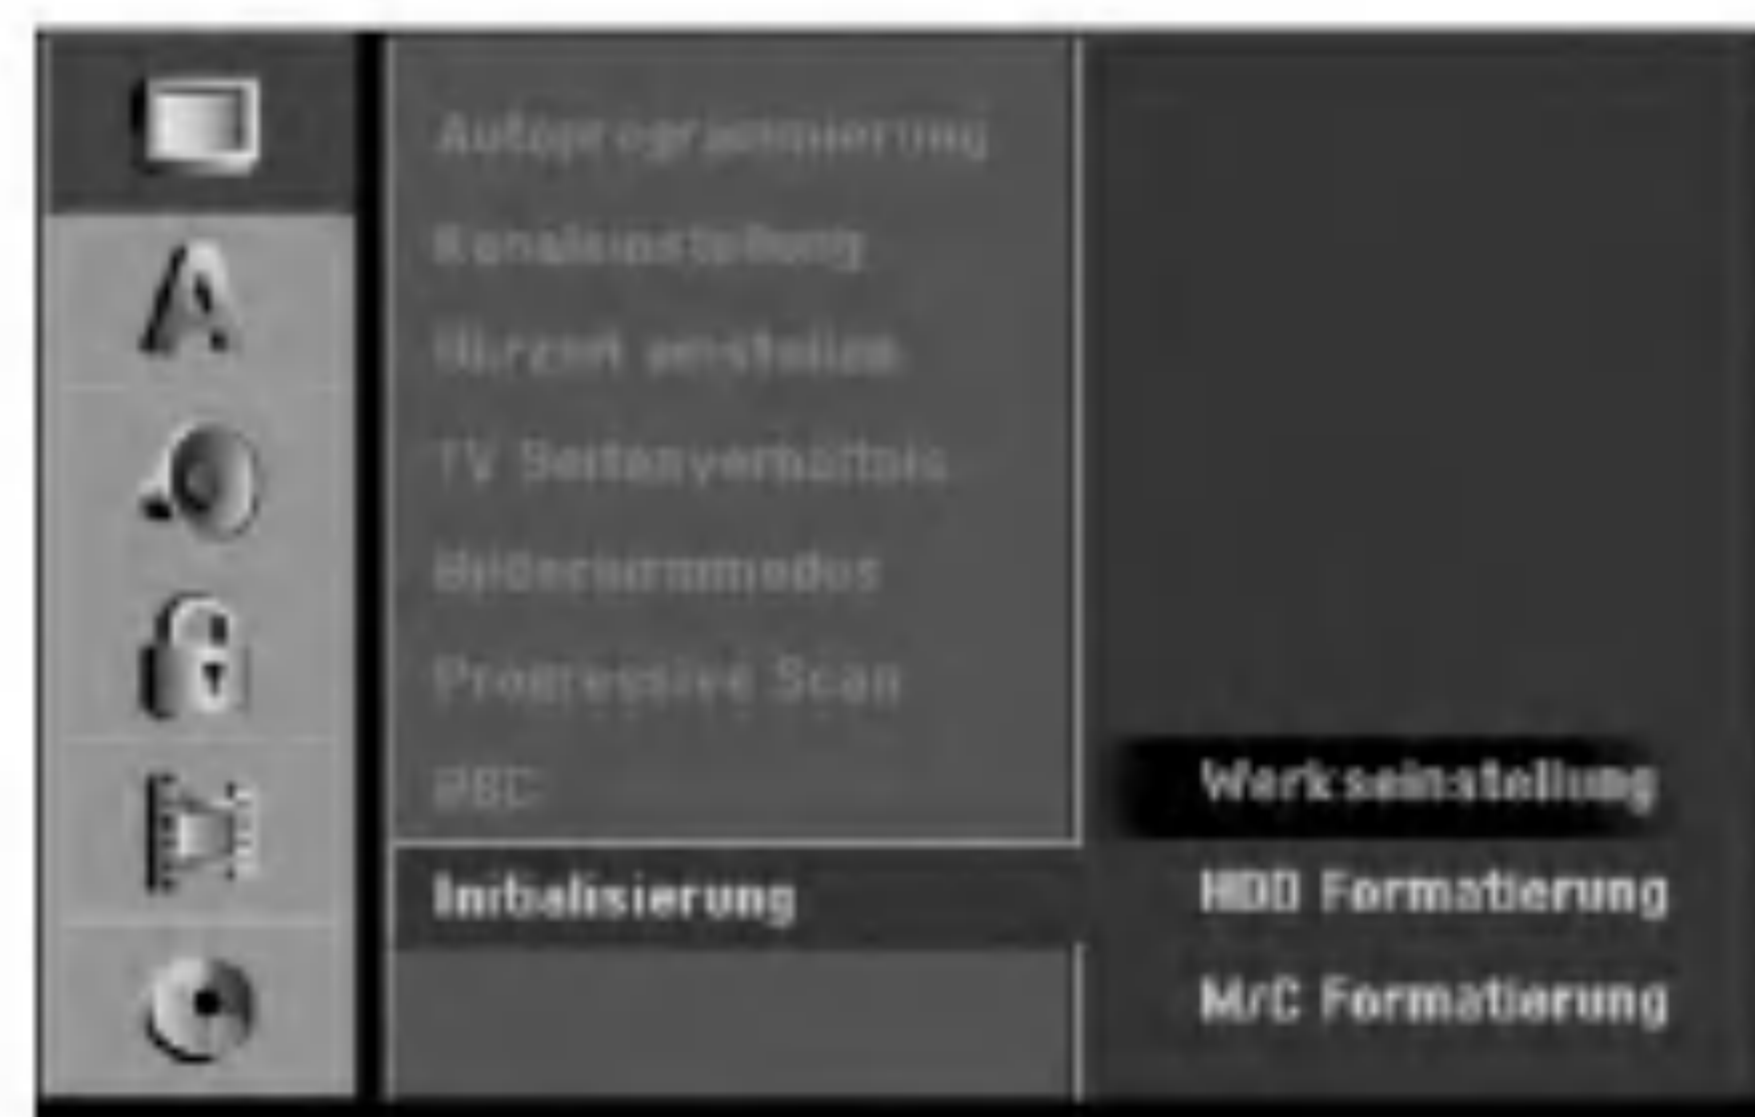 Autoprogrammierung
Kanaleinstellung
Uhrzeit einstellen
TV Seitenverhältnis
Bildschirmmodus
Progressive Scan
PBC
Initialisierung
Werkseinstellung
HDD Formatierung
M/C Formatierung